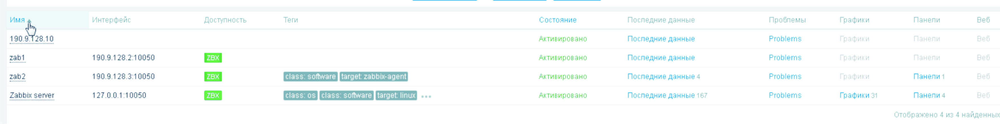 Имя Интерфейс Доступность Теги Состояние Последние данные Проблемы Графики Панели Веб
190.9.128.10 Активировано Последние данные Problems Графики Панели Веб
zab1 190.9.128.2:10050 ZBX Активировано Последние данные Problems Графики Панели Веб
zab2 190.9.128.3:10050 ZBX class: software target: zabbix-agent Активировано Последние данные 4 Problems Графики Панели 1 Веб
Zabbix server 127.0.0.1:10050 ZBX class: os class: software target: linux ••• Активировано Последние данные 167 Problems Графики 31 Панели 4 Веб
Отображено 4 из 4 найденных